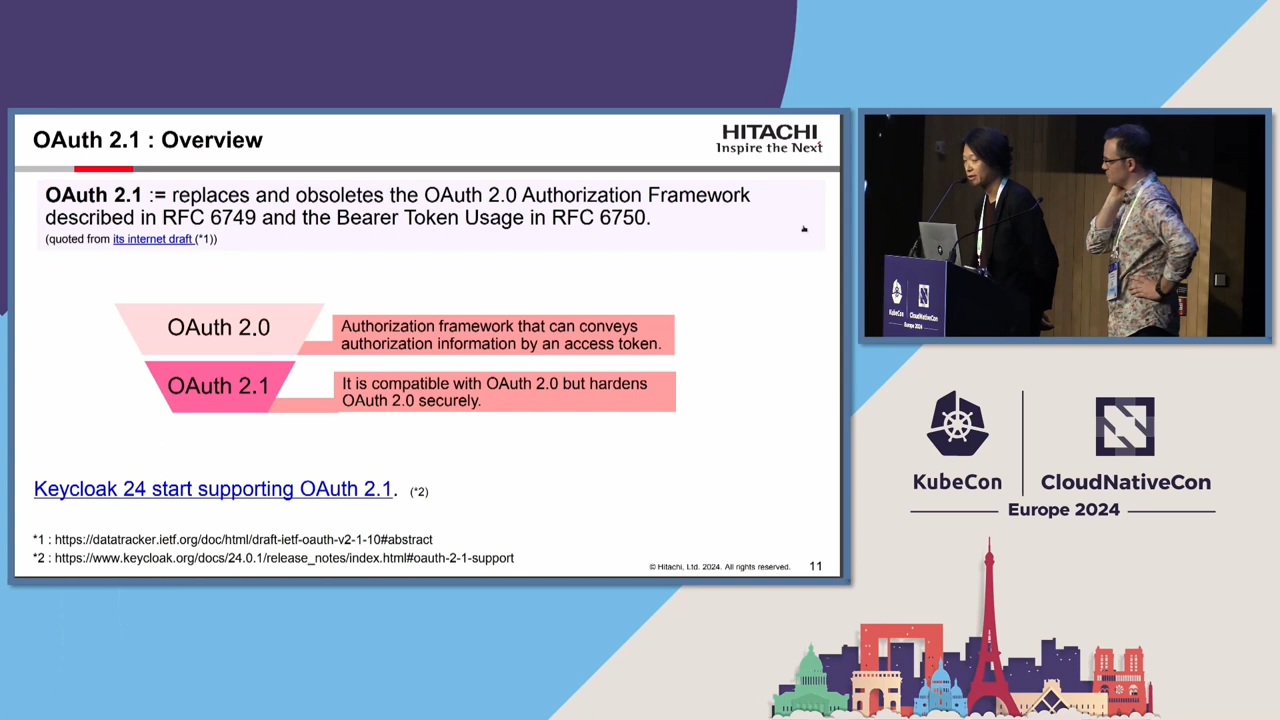 OAuth 2.1 : Overview
HITACHI
Inspire the Next
OAuth 2.1 := replaces and obsoletes the OAuth 2.0 Authorization Framework
described in RFC 6749 and the Bearer Token Usage in RFC 6750.
(quoted from its internet draft (*1))
OAuth 2.0
Authorization framework that can conveys
authorization information by an access token.
OAuth 2.1
It is compatible with OAuth 2.0 but hardens
OAuth 2.0 securely.
Keycloak 24 start supporting OAuth 2.1. (*2)
*1 : https://datatracker.ietf.org/doc/html/draft-ietf-oauth-v2-1-10#abstract
*2 : https://www.keycloak.org/docs/24.0.1/release_notes/index.html#oauth-2-1-support
© Hitachi, Ltd. 2024. All rights reserved. 11
KubeCon
CloudNativeCon
Europe 2024
KubeCon
CloudNativeCon
Europe 2024